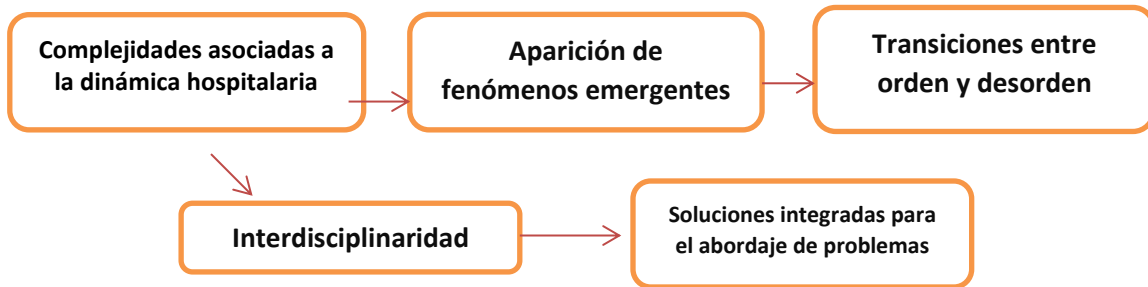 Complejidades asociadas a
la dinámica hospitalaria
Aparición de
fenómenos emergentes
Transiciones entre
orden y desorden
Interdisciplinaridad
Soluciones integradas para
el abordaje de problemas